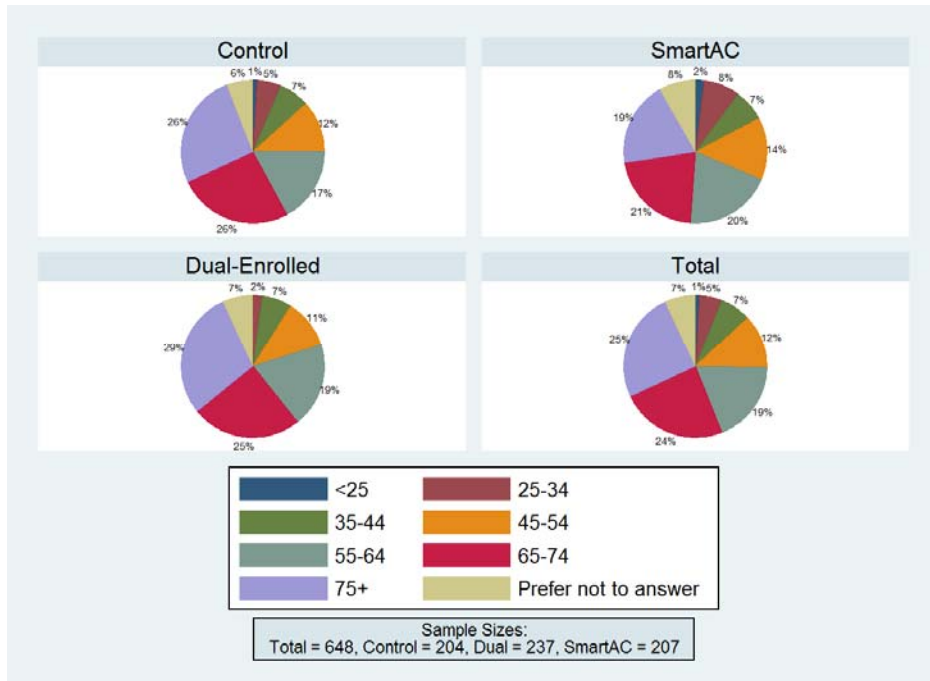 Control
6% 1% 5%
7%
12%
17%
26%
26%
SmartAC
8% 2% 8%
7%
14%
20%
21%
19%
Dual-Enrolled
7% 2% 7%
11%
19%
25%
29%
Total
7% 1% 5%
7%
12%
19%
24%
25%
<25 25-34
35-44 45-54
55-64 65-74
75+ Prefer not to answer
Sample Sizes:
Total = 648, Control = 204, Dual = 237, SmartAC = 207